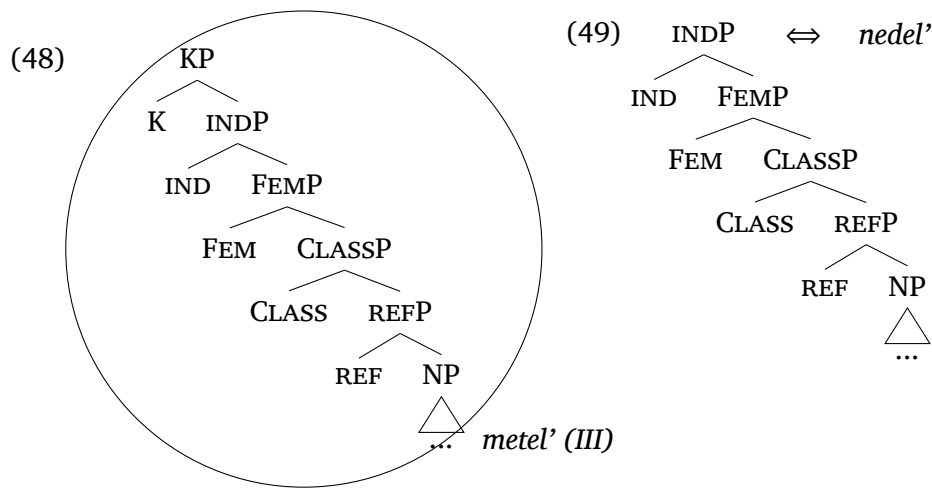 (48)
KP
K INDP
IND FEMP
FEM CLASSP
CLASS REFP
REF NP
...
metel’ (III)
(49) INDP ⇔ nedel’
IND FEMP
FEM CLASSP
CLASS REFP
REF NP
...